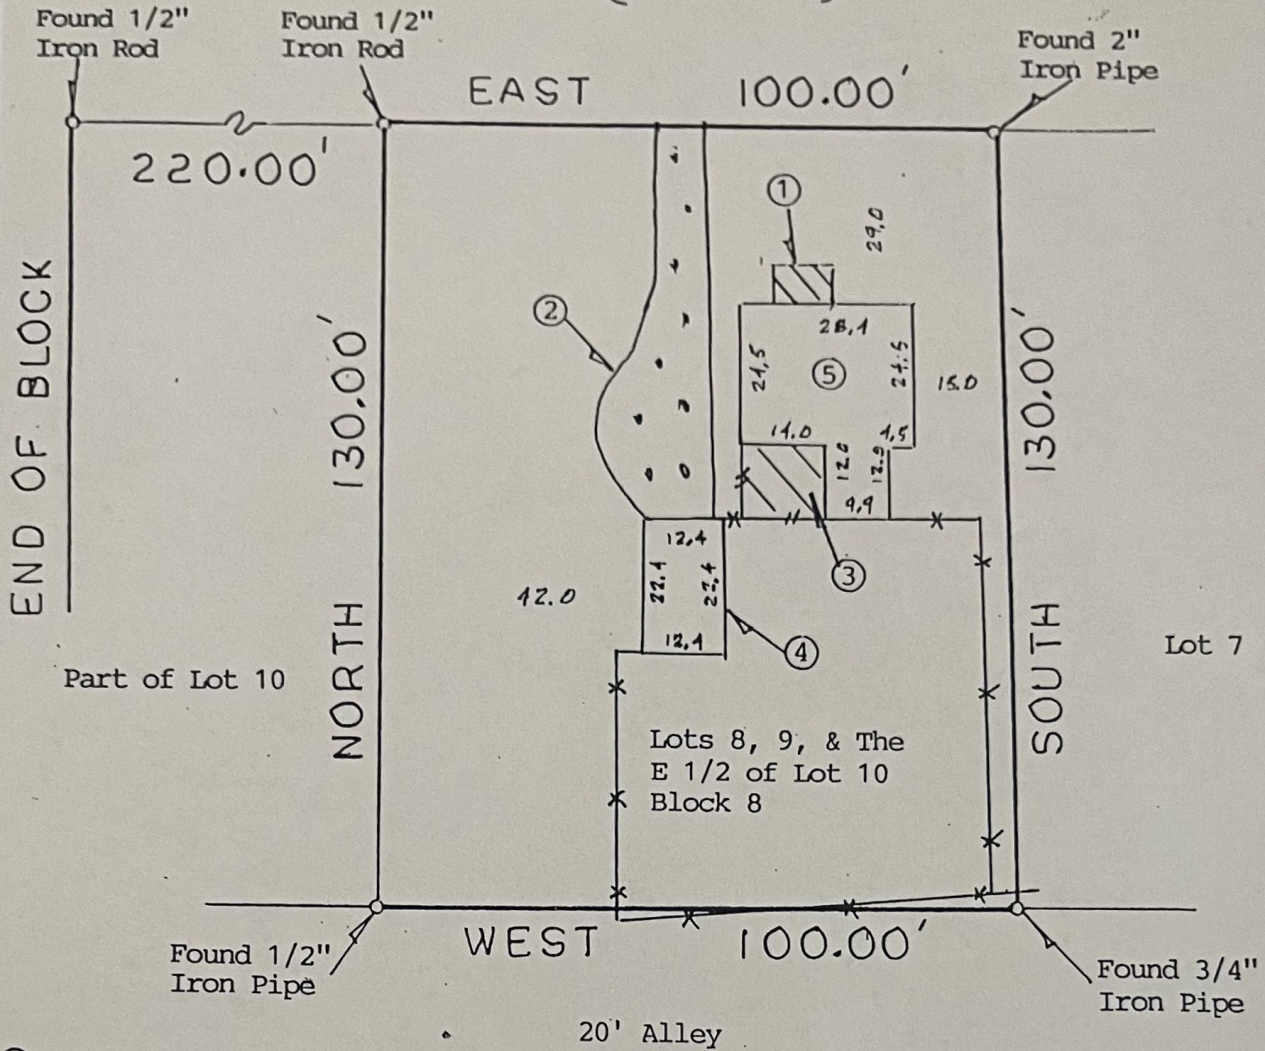 Found 1/2"
Iron Rod
Found 1/2"
Iron Rod
Found 2"
Iron Pipe
EAST 100.00'
220.00'
END OF BLOCK
NORTH 130.00'
SOUTH 130.00'
1
29.0
2
28.4
24.5
5
24.5
15.0
14.0
4.5
12.0
12.0
9.9
3
12.4
22.4
22.4
12.4
42.0
4
Part of Lot 10
Lot 7
Lots 8, 9, & The
E 1/2 of Lot 10
Block 8
WEST 100.00'
Found 1/2"
Iron Pipe
Found 3/4"
Iron Pipe
20' Alley